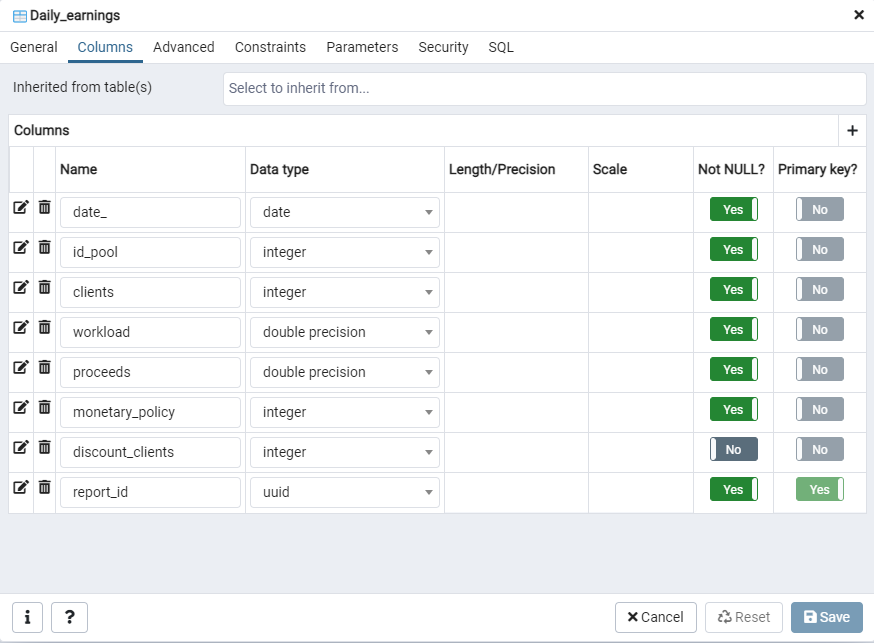 Daily_earnings
General Columns Advanced Constraints Parameters Security SQL
Inherited from table(s) Select to inherit from...
Columns
Name Data type Length/Precision Scale Not NULL? Primary key?
date_ date Yes No
id_pool integer Yes No
clients integer Yes No
workload double precision Yes No
proceeds double precision Yes No
monetary_policy integer Yes No
discount_clients integer No No
report_id uuid Yes Yes
i ? Cancel Reset Save